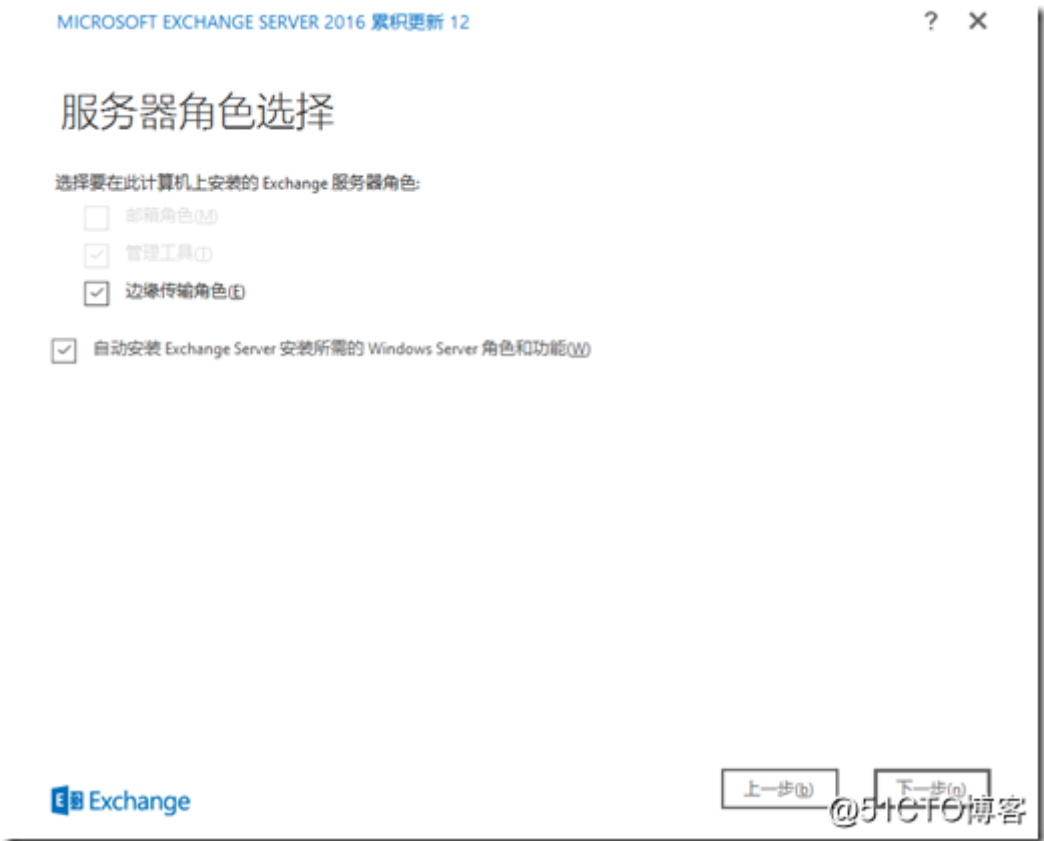 MICROSOFT EXCHANGE SERVER 2016 累积更新 12
?
服务器角色选择
选择要在此计算机上安装的 Exchange 服务器角色:
邮箱角色(M)
管理工具(T)
边缘传输角色(E)
自动安装 Exchange Server 安装所需的 Windows Server 角色和功能(W)
Exchange
上一步(b)
下一步(n)
@51CTO博客